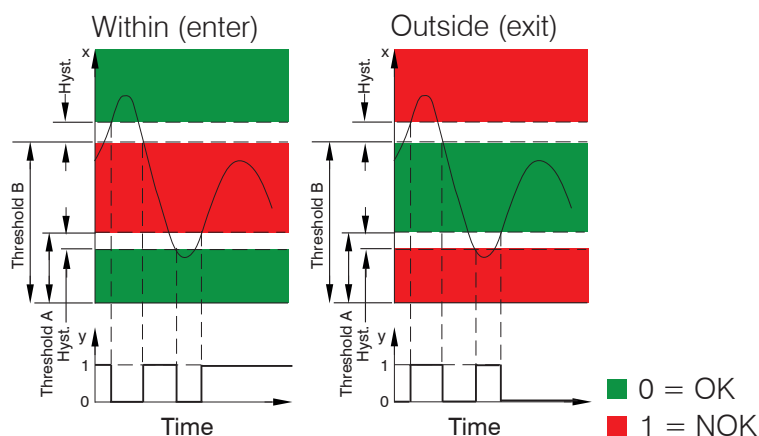 Within (enter)
x
Hyst.
Threshold B
Threshold A
Hyst.
y
1
0
Time
Outside (exit)
x
Hyst.
Threshold B
Threshold A
Hyst.
y
1
0
Time
0 = OK
1 = NOK